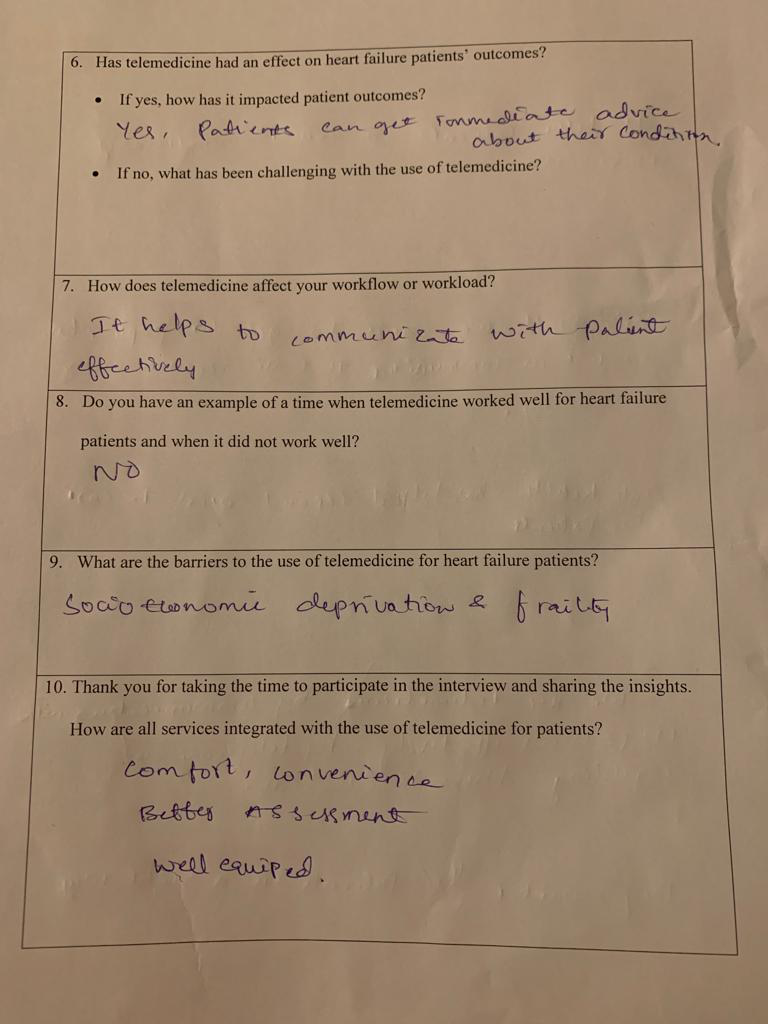 6. Has telemedicine had an effect on heart failure patients' outcomes?
• If yes, how has it impacted patient outcomes?
Yes, Patients can get immediate advice
about their condition.
• If no, what has been challenging with the use of telemedicine?
7. How does telemedicine affect your workflow or workload?
It helps to communicate with patient
effectively
8. Do you have an example of a time when telemedicine worked well for heart failure
patients and when it did not work well?
NO
9. What are the barriers to the use of telemedicine for heart failure patients?
Socio economic deprivation & frailty
10. Thank you for taking the time to participate in the interview and sharing the insights.
How are all services integrated with the use of telemedicine for patients?
Comfort, convenience
Better Assessment
Well equiped.